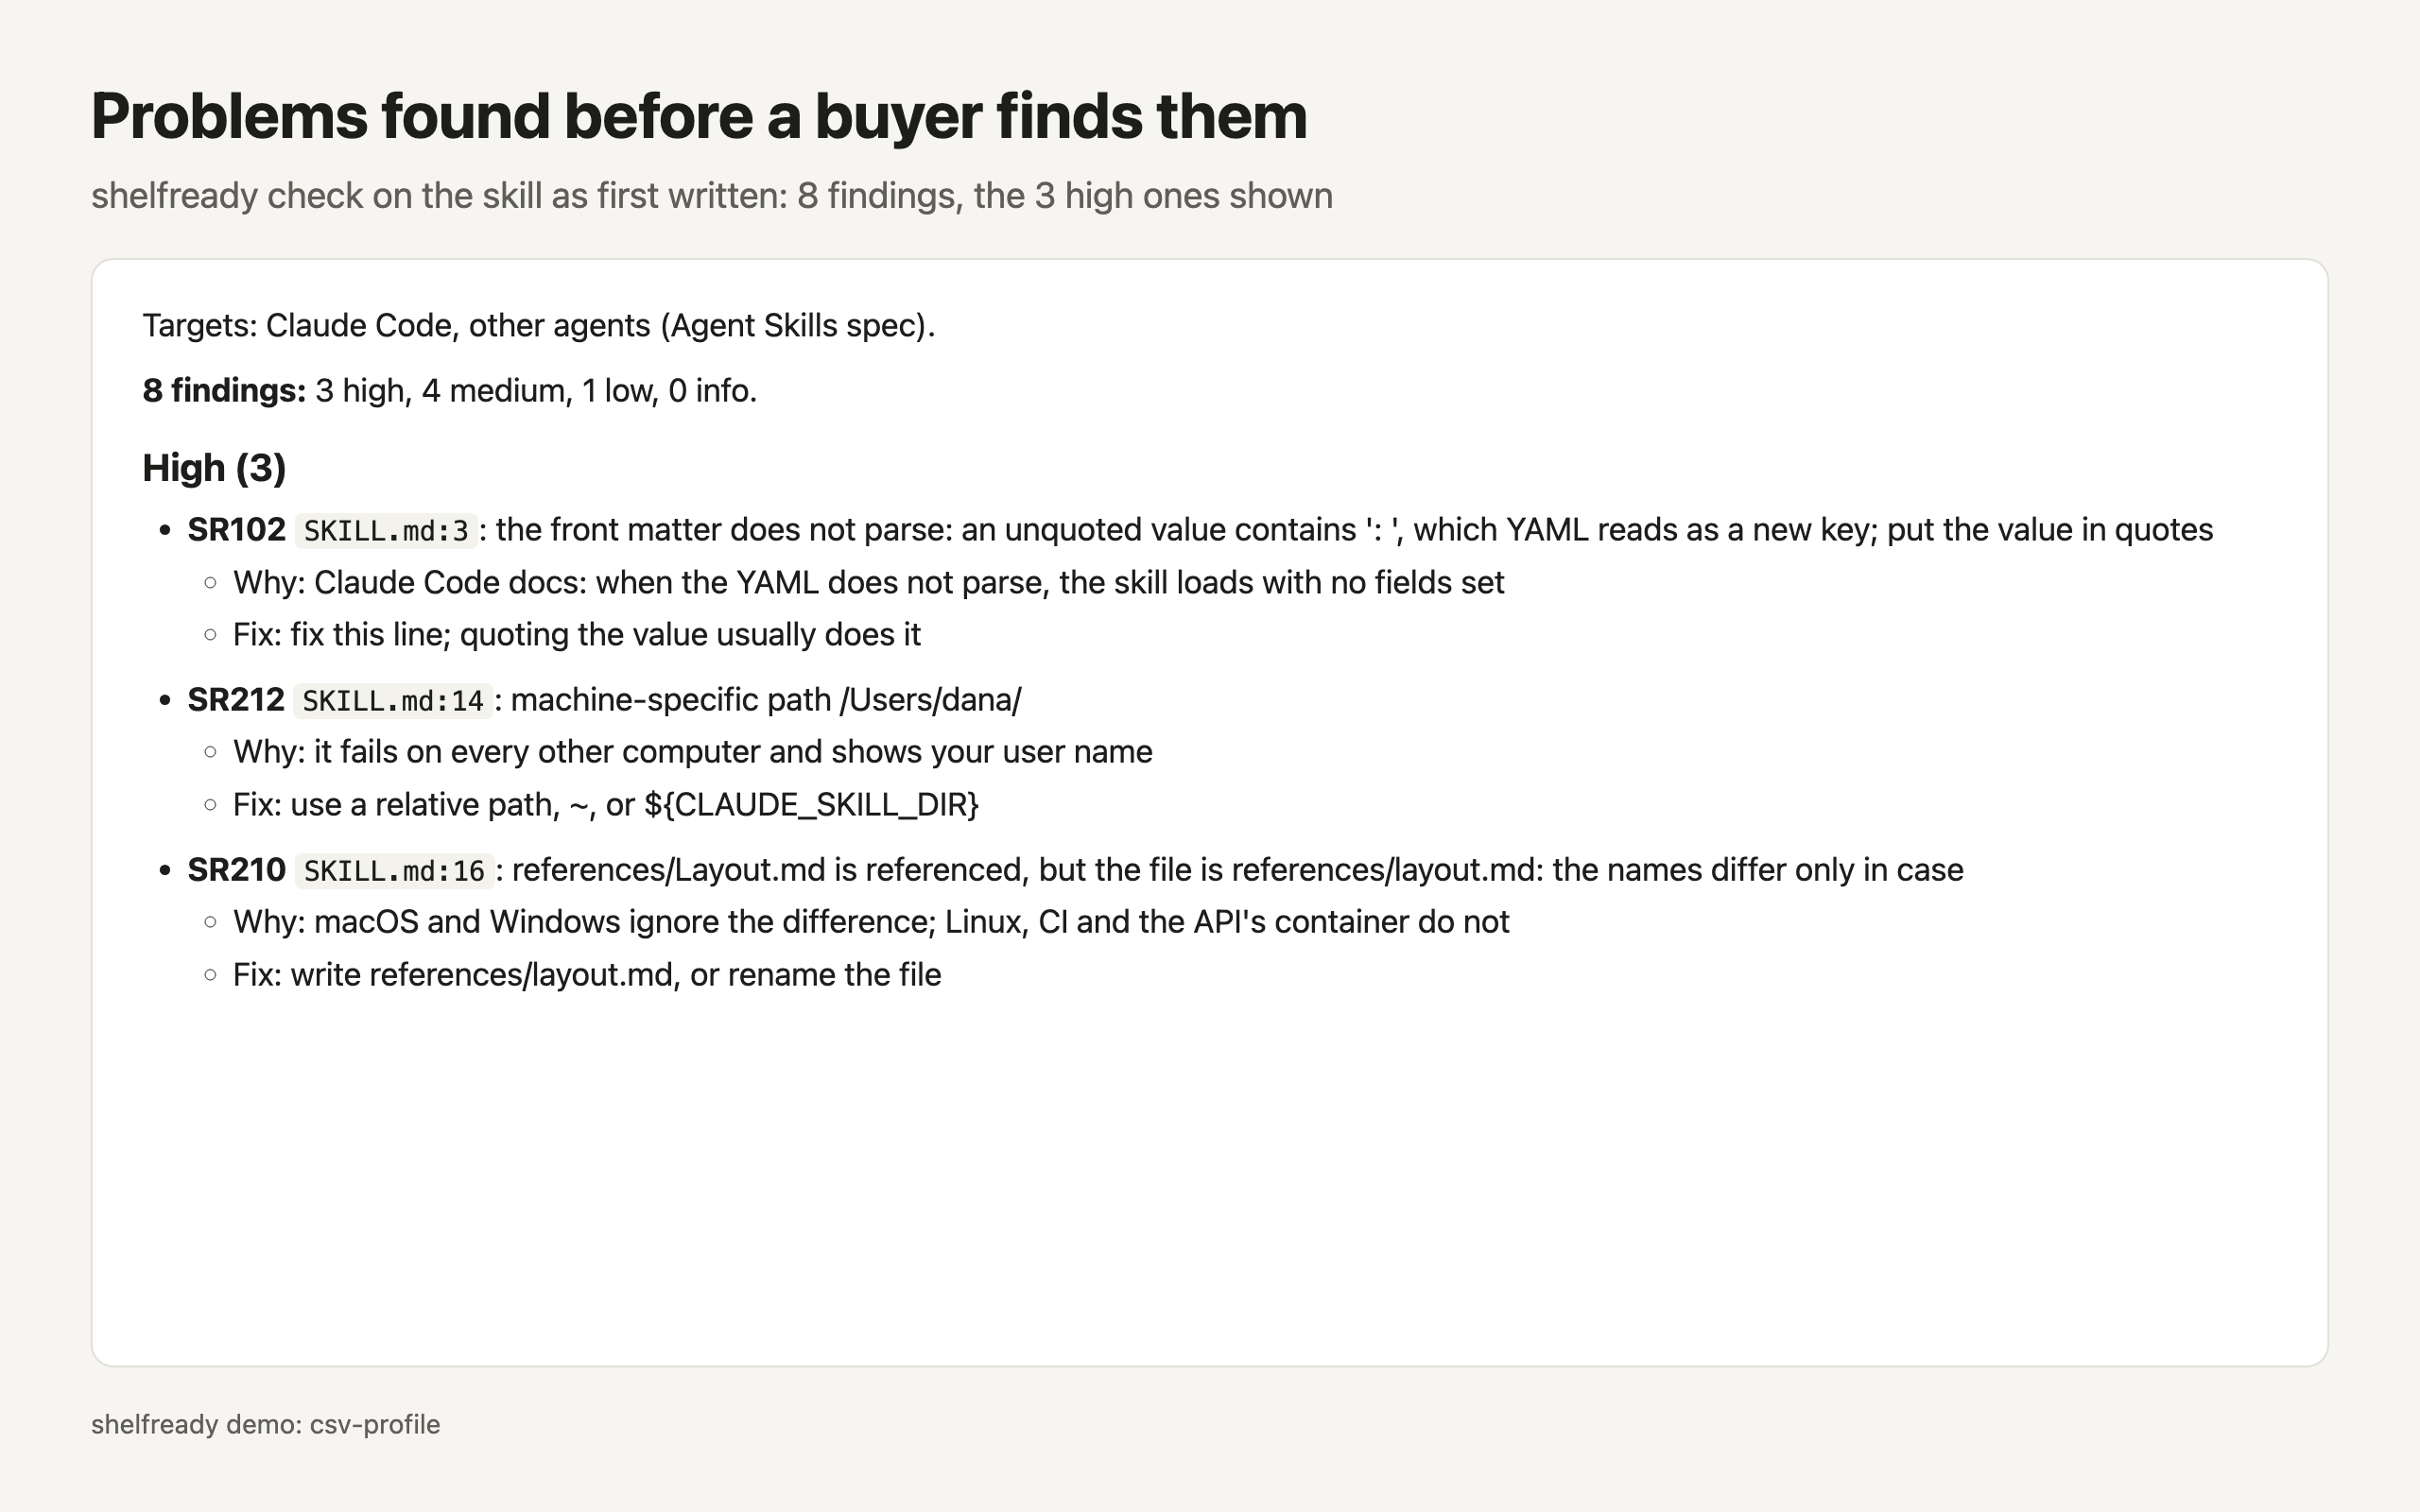 Problems found before a buyer finds them
shelfready check on the skill as first written: 8 findings, the 3 high ones shown
Targets: Claude Code, other agents (Agent Skills spec).
8 findings: 3 high, 4 medium, 1 low, 0 info.
High (3)
• SR102 SKILL.md:3: the front matter does not parse: an unquoted value contains ': ', which YAML reads as a new key; put the value in quotes
○ Why: Claude Code docs: when the YAML does not parse, the skill loads with no fields set
○ Fix: fix this line; quoting the value usually does it
• SR212 SKILL.md:14: machine-specific path /Users/dana/
○ Why: it fails on every other computer and shows your user name
○ Fix: use a relative path, ~, or ${CLAUDE_SKILL_DIR}
• SR210 SKILL.md:16: references/Layout.md is referenced, but the file is references/layout.md: the names differ only in case
○ Why: macOS and Windows ignore the difference; Linux, CI and the API's container do not
○ Fix: write references/layout.md, or rename the file
shelfready demo: csv-profile